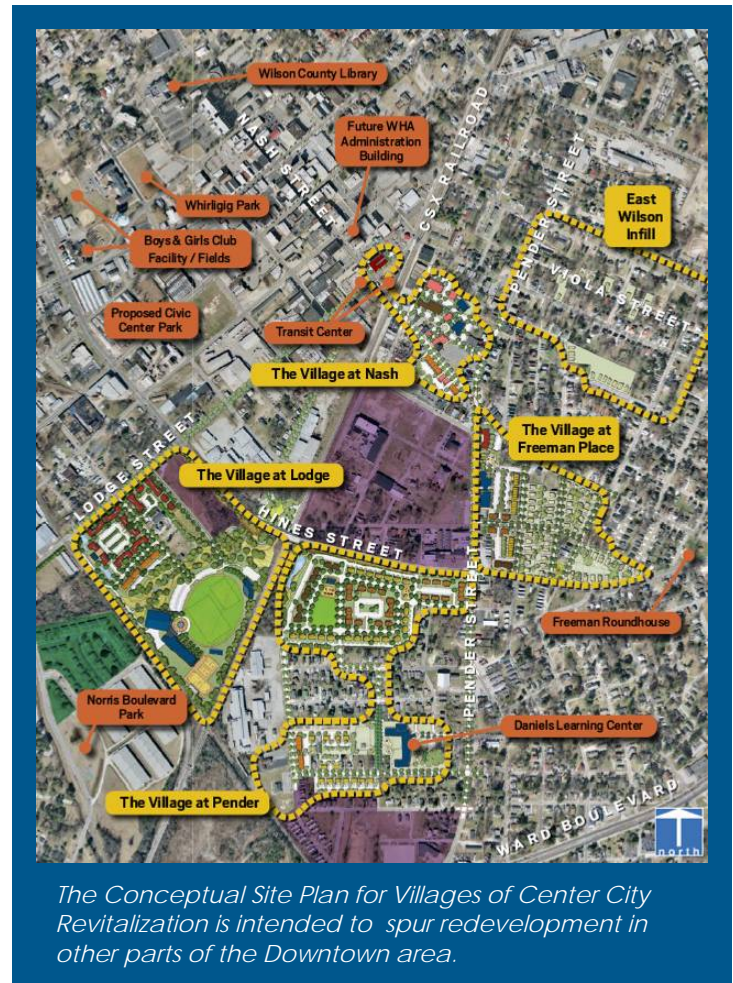 Wilson County Library
NASH STREET
Future WHA
Administration
Building
CSX RAILROAD
PENDER STREET
East
Wilson
Infill
Whirligig Park
Boys & Girls Club
Facility / Fields
VIOLA STREET
Proposed Civic
Center Park
Transit Center
The Village at Nash
The Village at
Freeman Place
LODGE STREET
The Village at Lodge
HINES STREET
PENDER STREET
Freeman Roundhouse
Norris Boulevard
Park
Daniels Learning Center
The Village at Pender
WARD BOULEVARD
north
The Conceptual Site Plan for Villages of Center City
Revitalization is intended to spur redevelopment in
other parts of the Downtown area.